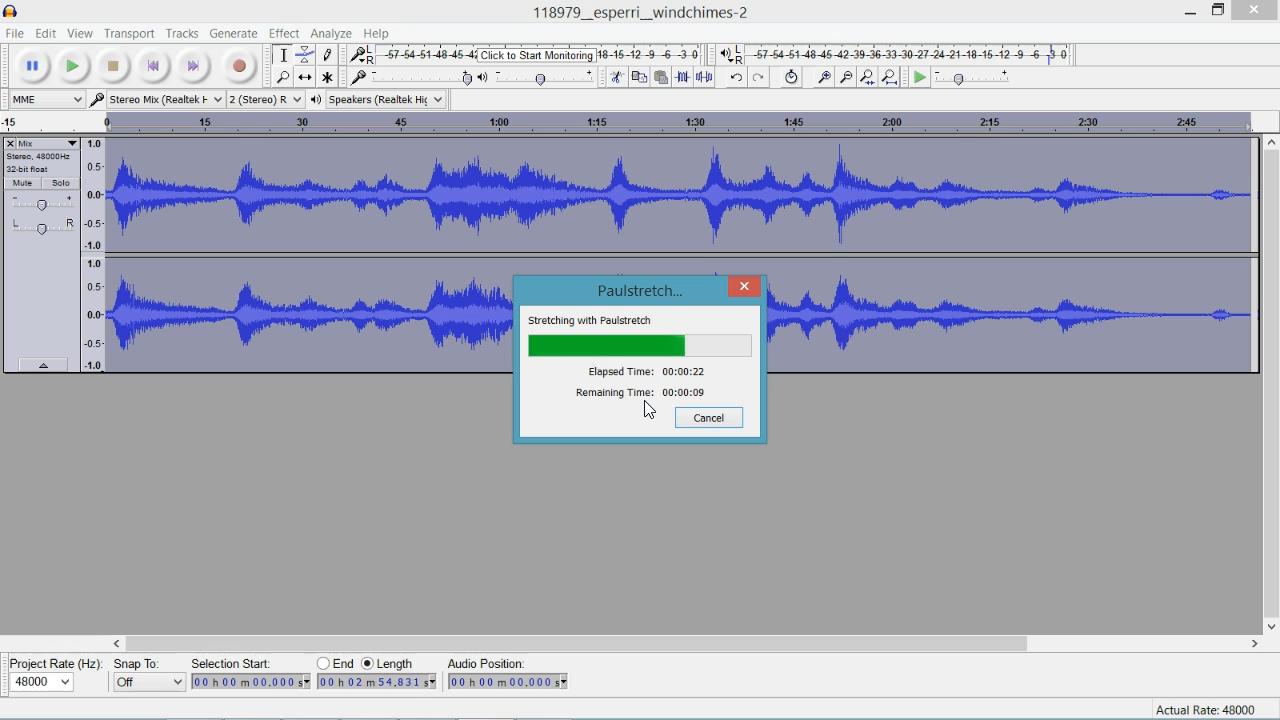 118979__esperri__windchimes-2
File Edit View Transport Tracks Generate Effect Analyze Help
L R -57-54-51-48-45-42 Click to Start Monitoring 18-15-12 -9 -6 -3 0
L R -57-54-51-48-45-42-39-36-33-30-27-24-21-18-15-12 -9 -6 -3 0
MME Stereo Mix (Realtek H 2 (Stereo) R Speakers (Realtek Hig
-15 0 15 30 45 1:00 1:15 1:30 1:45 2:00 2:15 2:30 2:45
Mix
Stereo, 48000Hz
32-bit float
Mute Solo
- +
L R
1.0
0.5-
0.0-
-0.5-
-1.0
1.0
0.5-
0.0-
-0.5-
-1.0
Paulstretch...
Stretching with Paulstretch
Elapsed Time: 00:00:22
Remaining Time: 00:00:09
Cancel
Project Rate (Hz): Snap To: Selection Start: End Length Audio Position:
48000 Off 00 h 00 m 00.000 s 00 h 02 m 54.831 s 00 h 00 m 00.000 s
Actual Rate: 48000